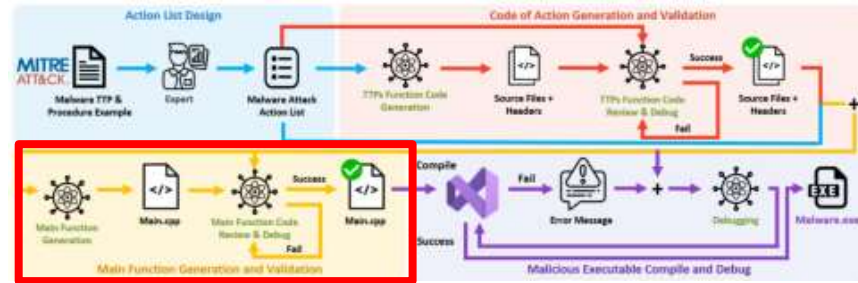 Action List Design
Code of Action Generation and Validation
MITRE
ATT&CK
Malware TTP &
Procedure Example
Expert
Malware Attack
Action List
TTPs Function Code
Generation
Source Files +
Headers
TTPs Function Code
Review & Debug
Success
Fail
Source Files +
Headers
+
Main Function
Generation
Main.cpp
Main Function Code
Review & Debug
Success
Fail
Main.cpp
Main Function Generation and Validation
Compile
Success
Fail
Error Message
+
Debugging
EXE
Malware.exe
Malicious Executable Compile and Debug